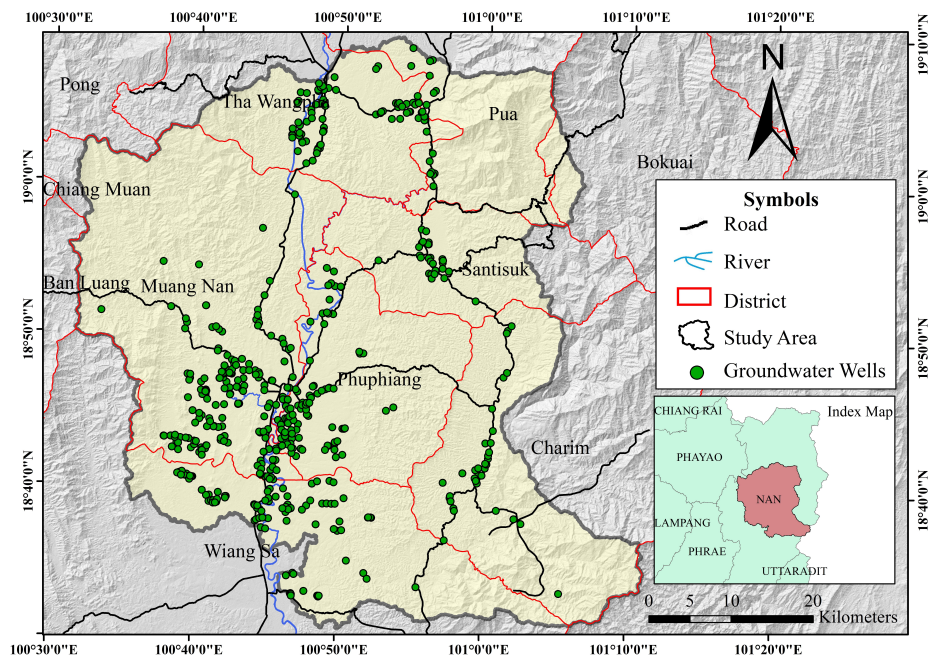 100°30'0"E 100°40'0"E 100°50'0"E 101°0'0"E 101°10'0"E 101°20'0"E
19°10'0"N
N
Pong
Tha Wangpha
Pua
Bokuai
19°0'0"N
19°0'0"N
Chiang Muan
Symbols
Road
River
District
Study Area
Groundwater Wells
Santisuk
Ban Luang
Muang Nan
18°50'0"N
18°50'0"N
Phuphiang
CHIANG RAI
Index Map
PHAYAO
NAN
LAMPANG
PHRAE
UTTARADIT
Charim
18°40'0"N
18°40'0"N
Wiang Sa
0 5 10 20
Kilometers
100°30'0"E 100°40'0"E 100°50'0"E 101°0'0"E 101°10'0"E 101°20'0"E